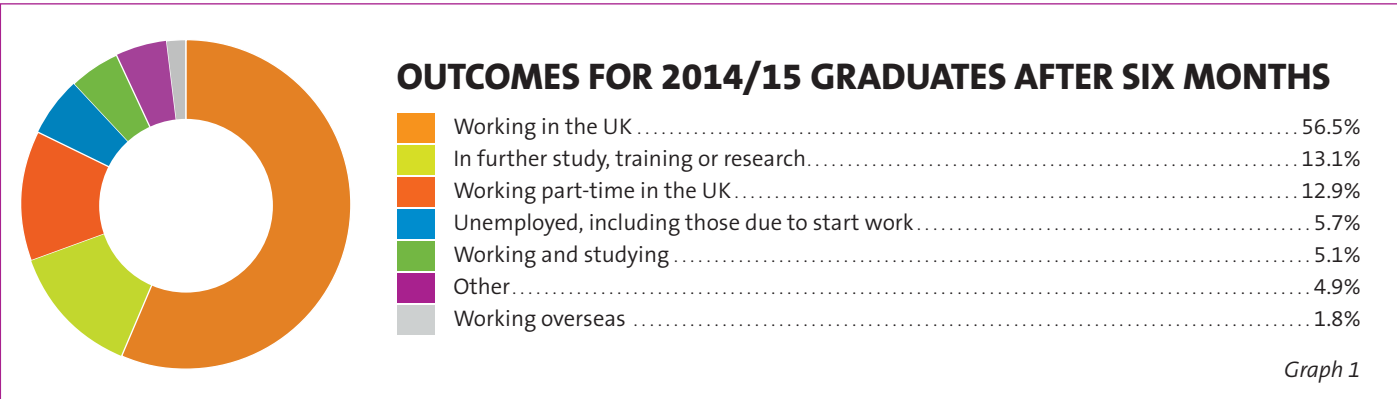 OUTCOMES FOR 2014/15 GRADUATES AFTER SIX MONTHS
Working in the UK 56.5%
In further study, training or research 13.1%
Working part-time in the UK 12.9%
Unemployed, including those due to start work 5.7%
Working and studying 5.1%
Other 4.9%
Working overseas 1.8%
Graph 1